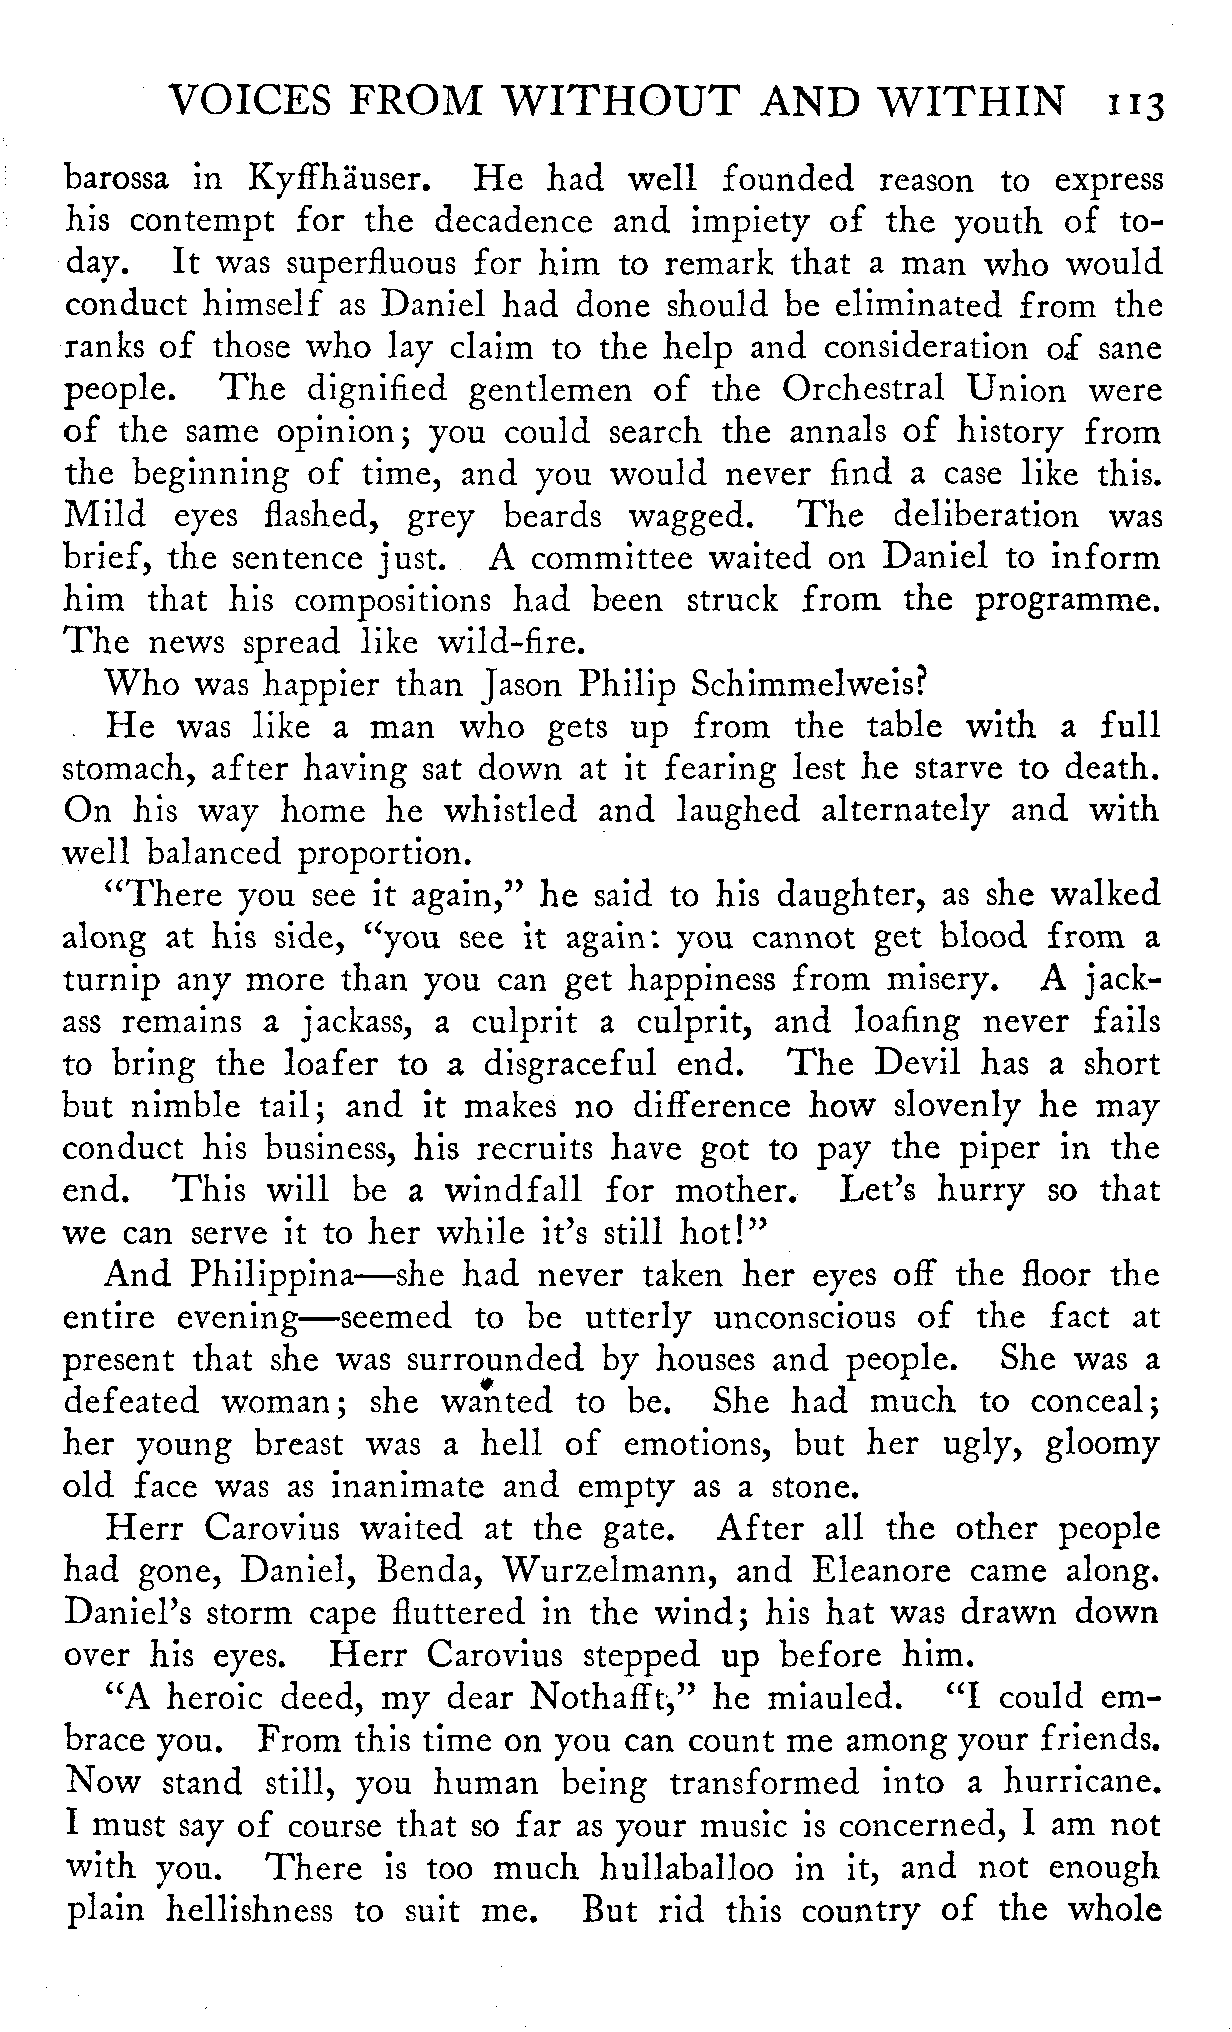 VOICES FROM WITHOUT AND WITHIN 113
barossa in Kyffhäuser. He had well founded reason to express
his contempt for the decadence and impiety of the youth of to-
day. It was superfluous for him to remark that a man who would
conduct himself as Daniel had done should be eliminated from the
ranks of those who lay claim to the help and consideration of sane
people. The dignified gentlemen of the Orchestral Union were
of the same opinion; you could search the annals of history from
the beginning of time, and you would never find a case like this.
Mild eyes flashed, grey beards wagged. The deliberation was
brief, the sentence just. A committee waited on Daniel to inform
him that his compositions had been struck from the programme.
The news spread like wild-fire.
Who was happier than Jason Philip Schimmelweis?
He was like a man who gets up from the table with a full
stomach, after having sat down at it fearing lest he starve to death.
On his way home he whistled and laughed alternately and with
well balanced proportion.
"There you see it again," he said to his daughter, as she walked
along at his side, "you see it again: you cannot get blood from a
turnip any more than you can get happiness from misery. A jack-
ass remains a jackass, a culprit a culprit, and loafing never fails
to bring the loafer to a disgraceful end. The Devil has a short
but nimble tail; and it makes no difference how slovenly he may
conduct his business, his recruits have got to pay the piper in the
end. This will be a windfall for mother. Let's hurry so that
we can serve it to her while it's still hot!"
And Philippina—she had never taken her eyes off the floor the
entire evening—seemed to be utterly unconscious of the fact at
present that she was surrounded by houses and people. She was a
defeated woman; she wanted to be. She had much to conceal;
her young breast was a hell of emotions, but her ugly, gloomy
old face was as inanimate and empty as a stone.
Herr Carovius waited at the gate. After all the other people
had gone, Daniel, Benda, Wurzelmann, and Eleanore came along.
Daniel's storm cape fluttered in the wind; his hat was drawn down
over his eyes. Herr Carovius stepped up before him.
"A heroic deed, my dear Nothafft," he miauled. "I could em-
brace you. From this time on you can count me among your friends.
Now stand still, you human being transformed into a hurricane.
I must say of course that so far as your music is concerned, I am not
with you. There is too much hullaballoo in it, and not enough
plain hellishness to suit me. But rid this country of the whole